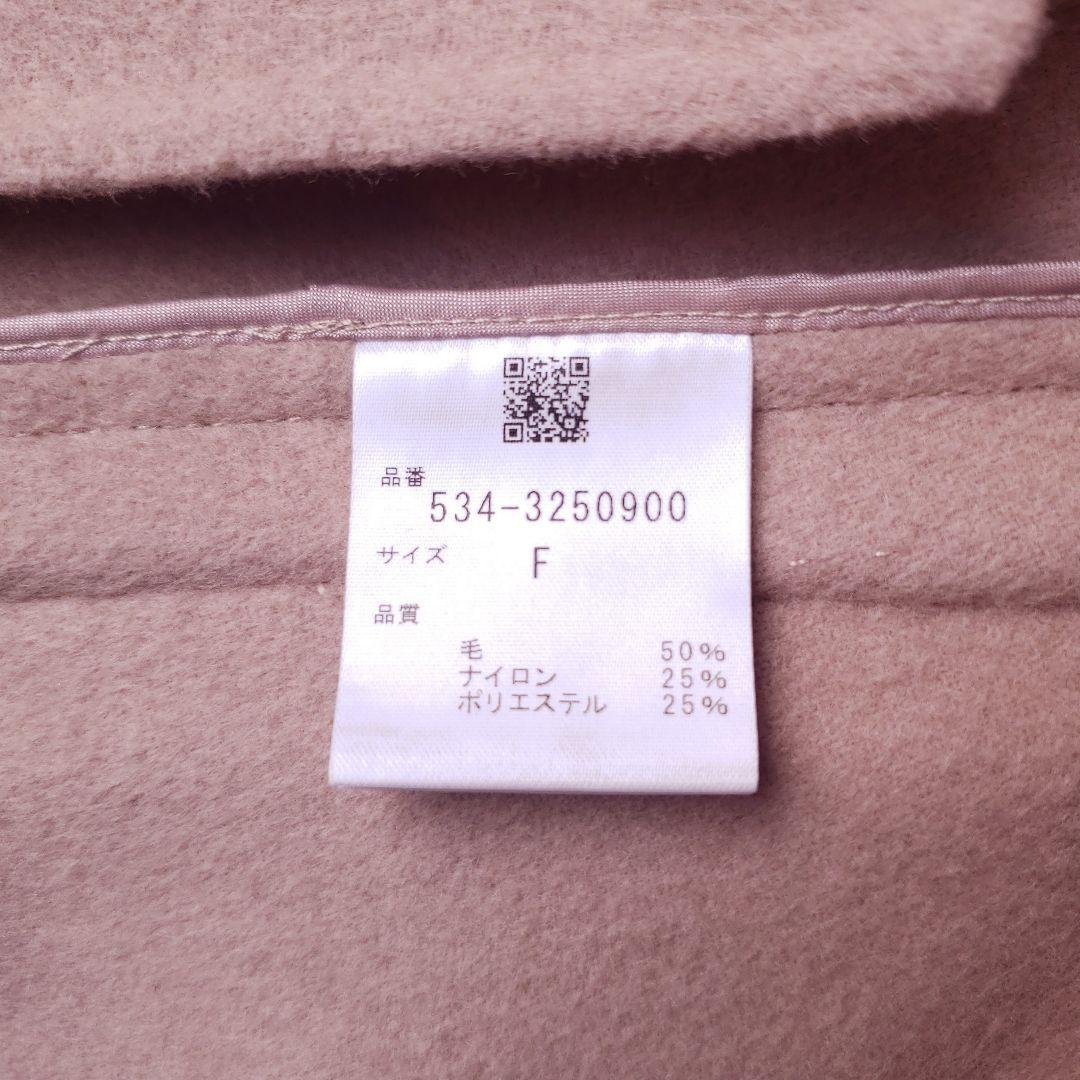 品番
534-3250900
サイズ F
品質
毛 50%
ナイロン 25%
ポリエステル 25%